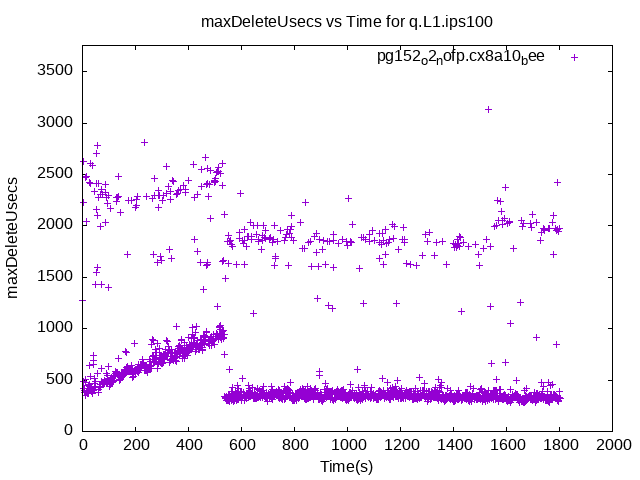 maxDeleteUsecs vs Time for q.L1.ips100
pg152_o2_nofp.cx8a10_bee
3500
3000
2500
2000
1500
1000
500
0
maxDeleteUsecs
0 200 400 600 800 1000 1200 1400 1600 1800 2000
Time(s)